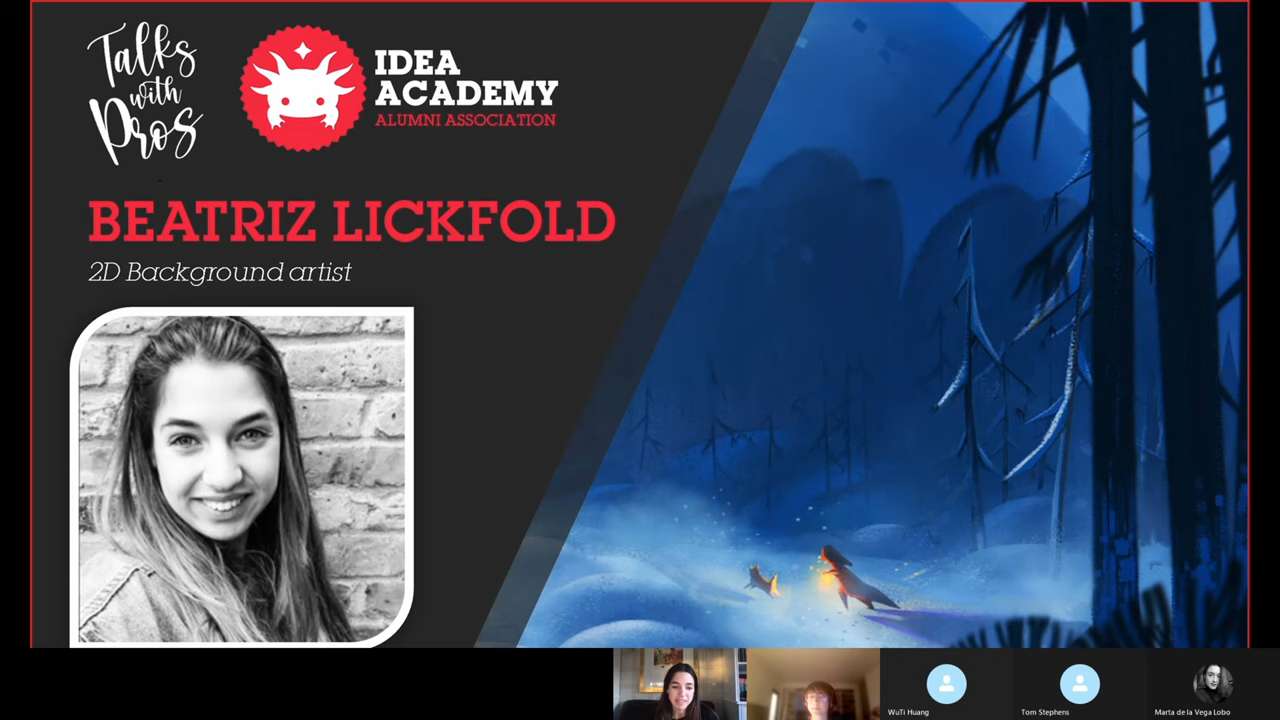 Talks
with
Pros
IDEA
ACADEMY
ALUMNI ASSOCIATION
BEATRIZ LICKFOLD
2D Background artist
WuTi Huang
Tom Stephens
Marta de la Vega Lobo